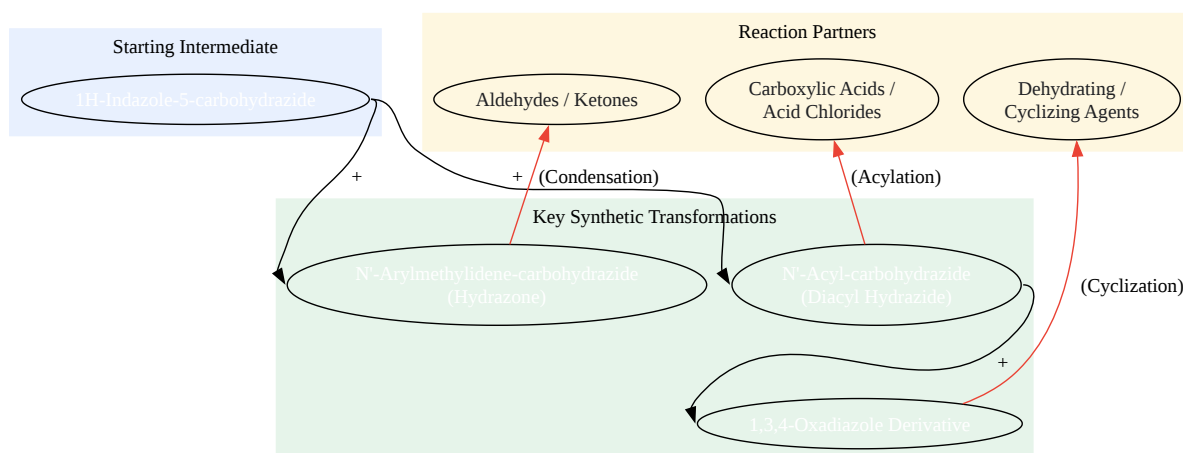 Starting Intermediate
1H-Indazole-5-carbohydrazide
Reaction Partners
Aldehydes / Ketones
Carboxylic Acids /
Acid Chlorides
Dehydrating /
Cyclizing Agents
+
+
(Condensation)
(Acylation)
Key Synthetic Transformations
N'-Arylmethylidene-carbohydrazide
(Hydrazone)
N'-Acyl-carbohydrazide
(Diacyl Hydrazide)
(Cyclization)
+
1,3,4-Oxadiazole Derivative